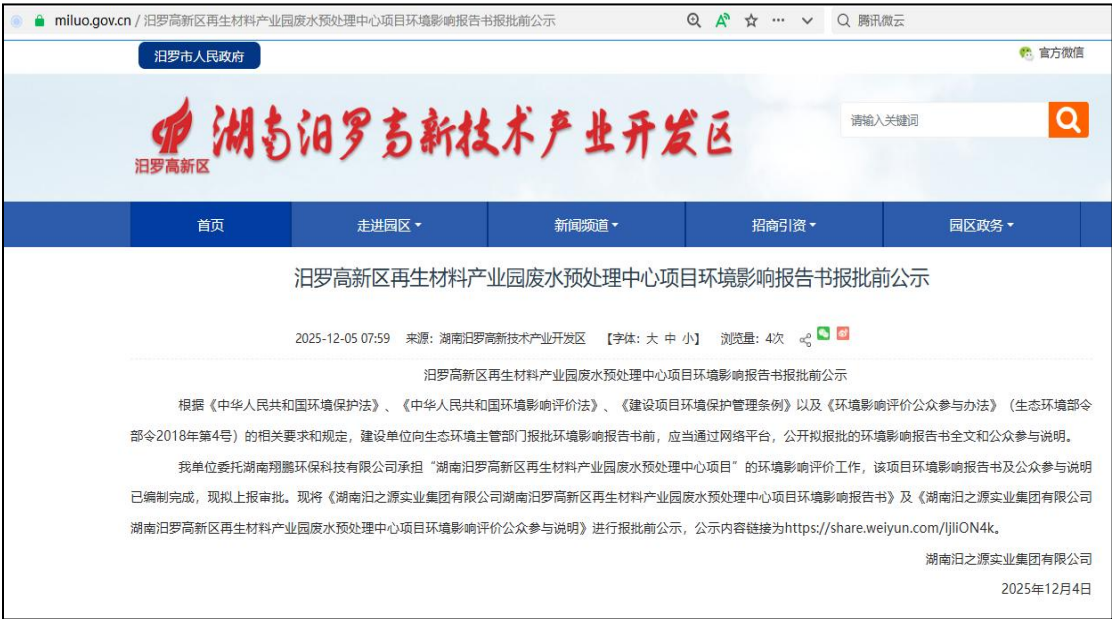 miluo.gov.cn / 汨罗高新区再生材料产业园废水预处理中心项目环境影响报告书报批前公示
腾讯微云
汨罗市人民政府
官方微信
汨罗高新区
湖南汨罗高新技术产业开发区
请输入关键词
首页 走进园区 新闻频道 招商引资 园区政务
汨罗高新区再生材料产业园废水预处理中心项目环境影响报告书报批前公示
2025-12-05 07:59 来源：湖南汨罗高新技术产业开发区 【字体：大 中 小】 浏览量：4次
汨罗高新区再生材料产业园废水预处理中心项目环境影响报告书报批前公示
根据《中华人民共和国环境保护法》、《中华人民共和国环境影响评价法》、《建设项目环境保护管理条例》以及《环境影响评价公众参与办法》（生态环境部令
部令2018年第4号）的相关要求和规定，建设单位向生态环境主管部门报批环境影响报告书前，应当通过网络平台，公开拟报批的环境影响报告书全文和公众参与说明。
我单位委托湖南翔鹏环保科技有限公司承担“湖南汨罗高新区再生材料产业园废水预处理中心项目”的环境影响评价工作，该项目环境影响报告书及公众参与说明
已编制完成，现拟上报审批。现将《湖南汨之源实业集团有限公司湖南汨罗高新区再生材料产业园废水预处理中心项目环境影响报告书》及《湖南汨之源实业集团有限公司
湖南汨罗高新区再生材料产业园废水预处理中心项目环境影响评价公众参与说明》进行报批前公示，公示内容链接为https://share.weiyun.com/ljliON4k。
湖南汨之源实业集团有限公司
2025年12月4日